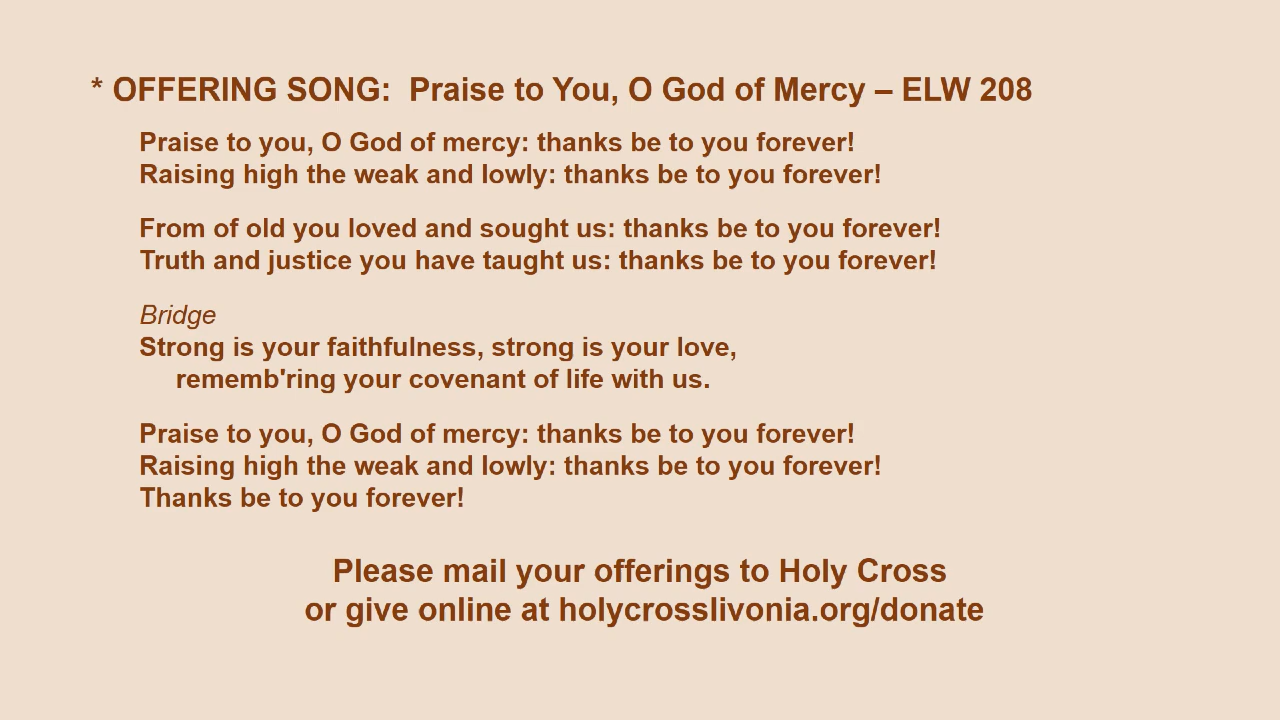 * OFFERING SONG:  Praise to You, O God of Mercy – ELW 208
Praise to you, O God of mercy: thanks be to you forever!
Raising high the weak and lowly: thanks be to you forever!
From of old you loved and sought us: thanks be to you forever!
Truth and justice you have taught us: thanks be to you forever!
Bridge
Strong is your faithfulness, strong is your love,
rememb'ring your covenant of life with us.
Praise to you, O God of mercy: thanks be to you forever!
Raising high the weak and lowly: thanks be to you forever!
Thanks be to you forever!
Please mail your offerings to Holy Cross
or give online at holycrosslivonia.org/donate